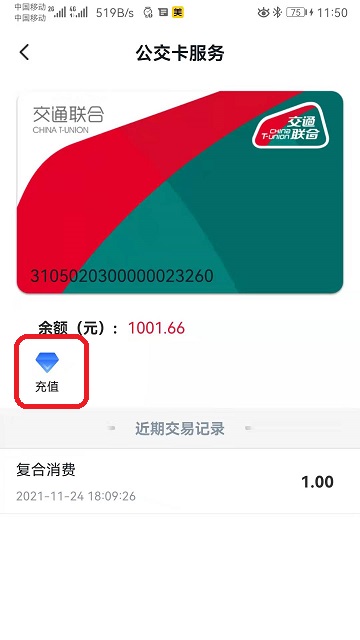 中国移动 2G 4G 519B/s 美 75 11:50
中国移动
公交卡服务
交通联合
CHINA T-UNION
交通
CHINA
T-UNION 联合
3105020300000023260
余额（元）： 1001.66
充值
近期交易记录
复合消费
1.00
2021-11-24 18:09:26